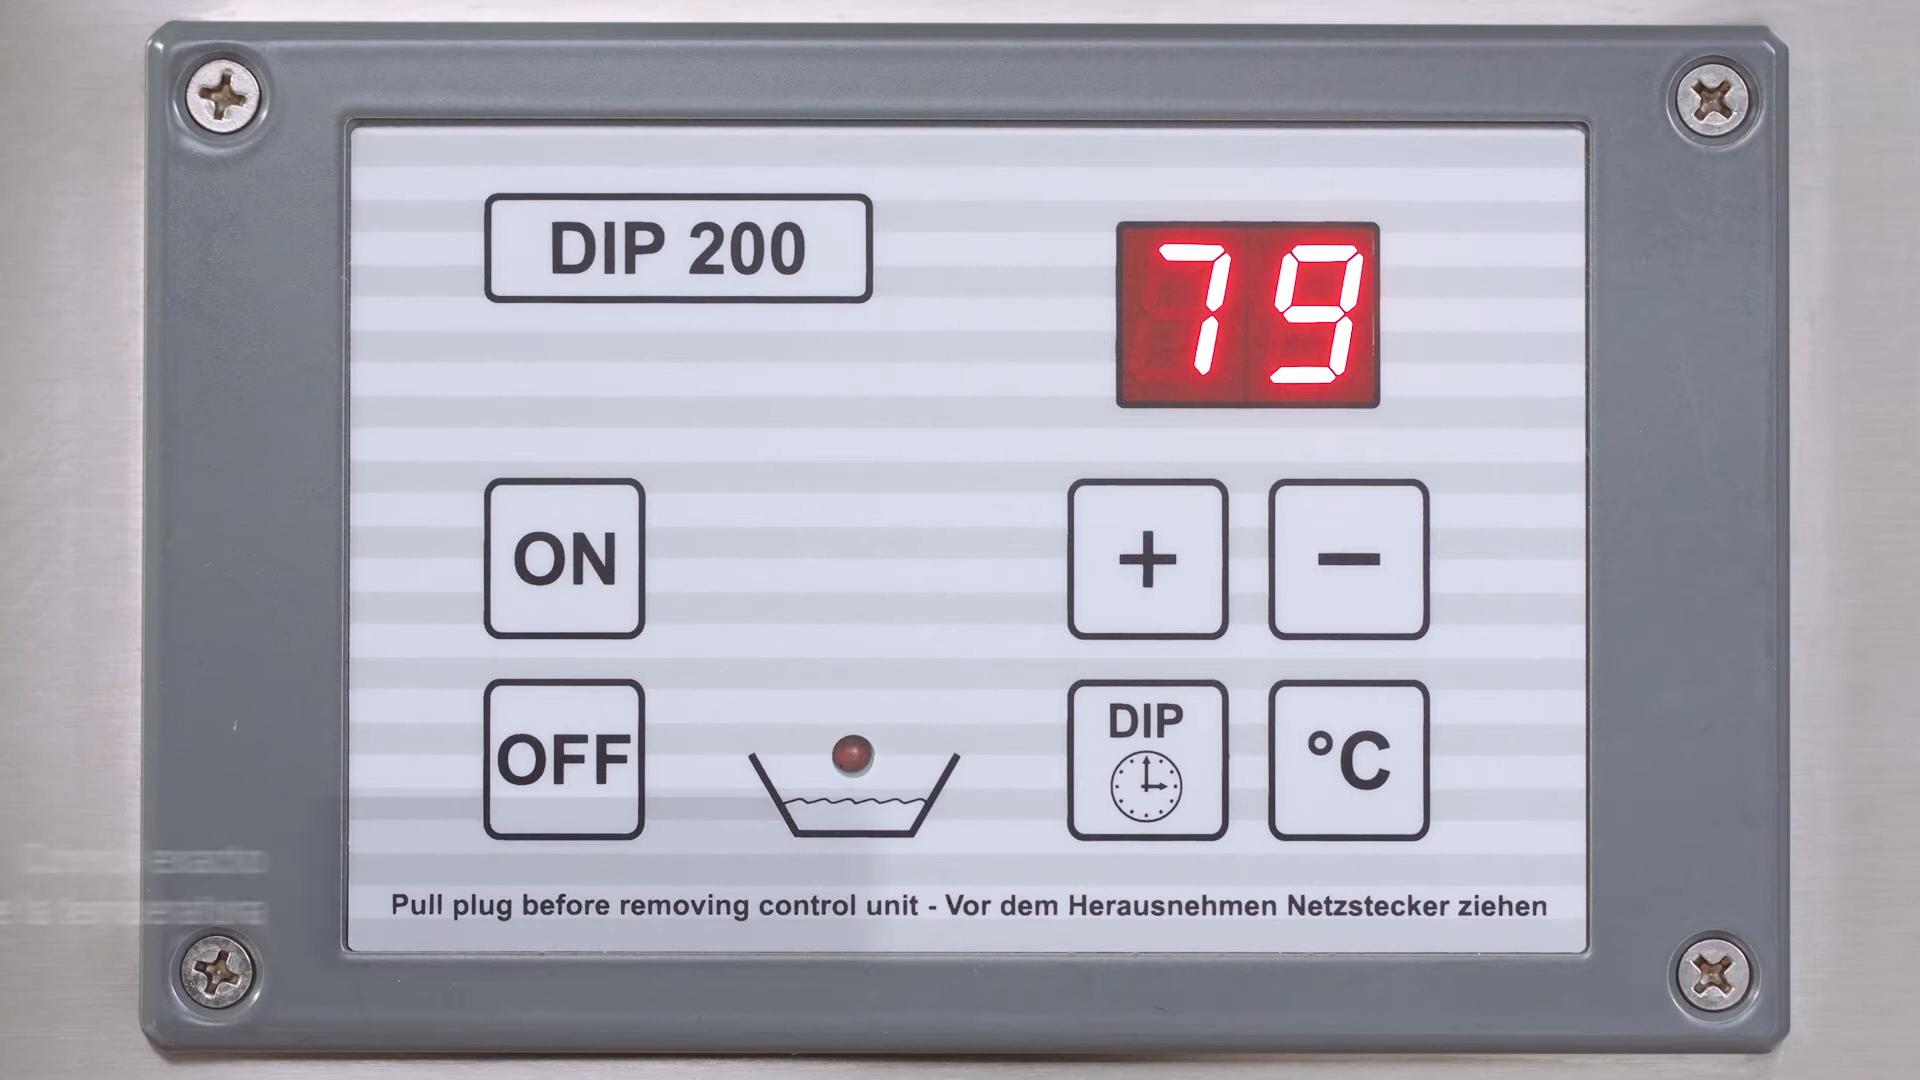 DIP 200
79
ON
+ −
OFF
DIP
°C
Pull plug before removing control unit - Vor dem Herausnehmen Netzstecker ziehen